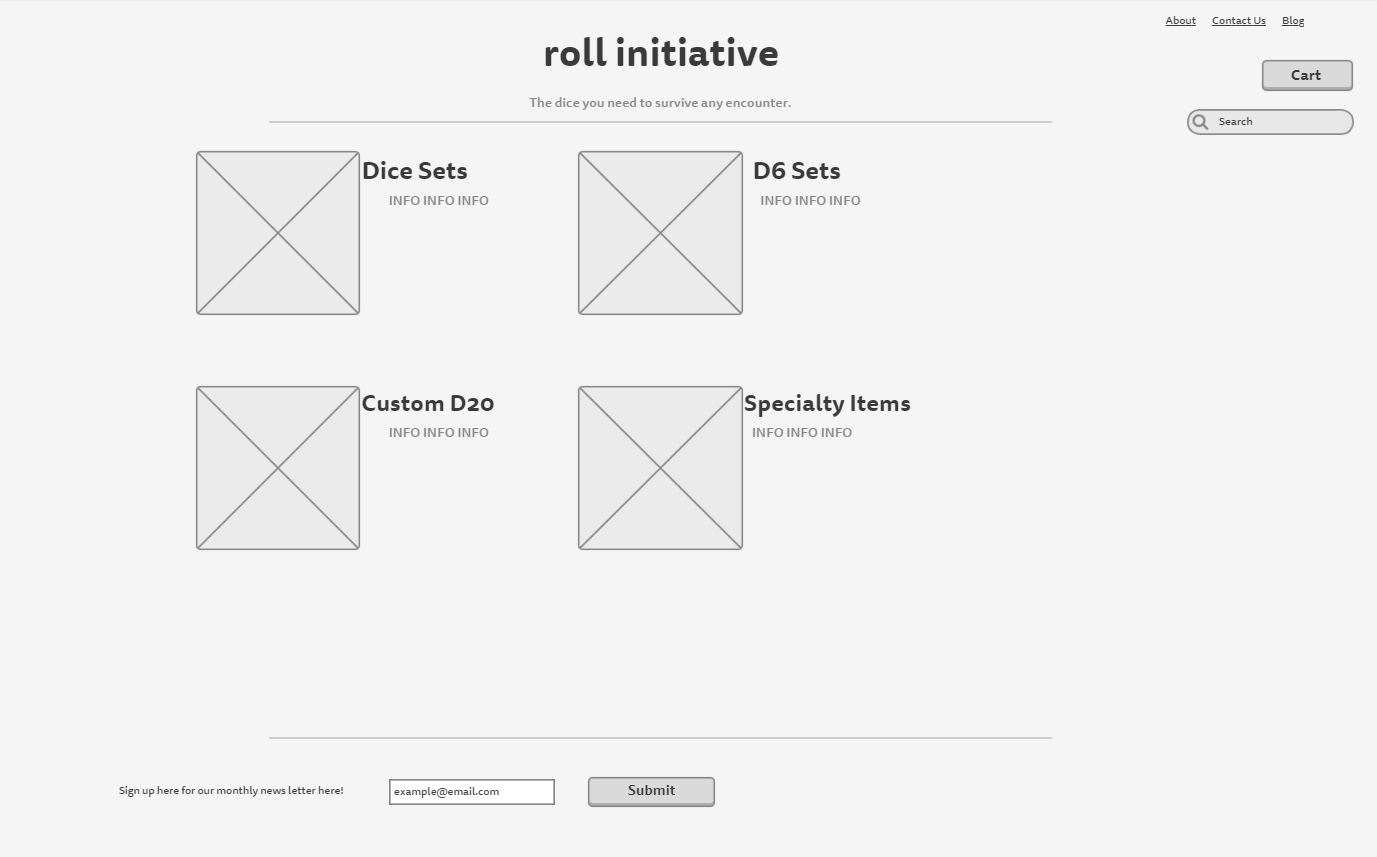 About Contact Us Blog
roll initiative
Cart
The dice you need to survive any encounter.
Search
Dice Sets
INFO INFO INFO
D6 Sets
INFO INFO INFO
Custom D20
INFO INFO INFO
Specialty Items
INFO INFO INFO
Sign up here for our monthly news letter here!
example@email.com
Submit